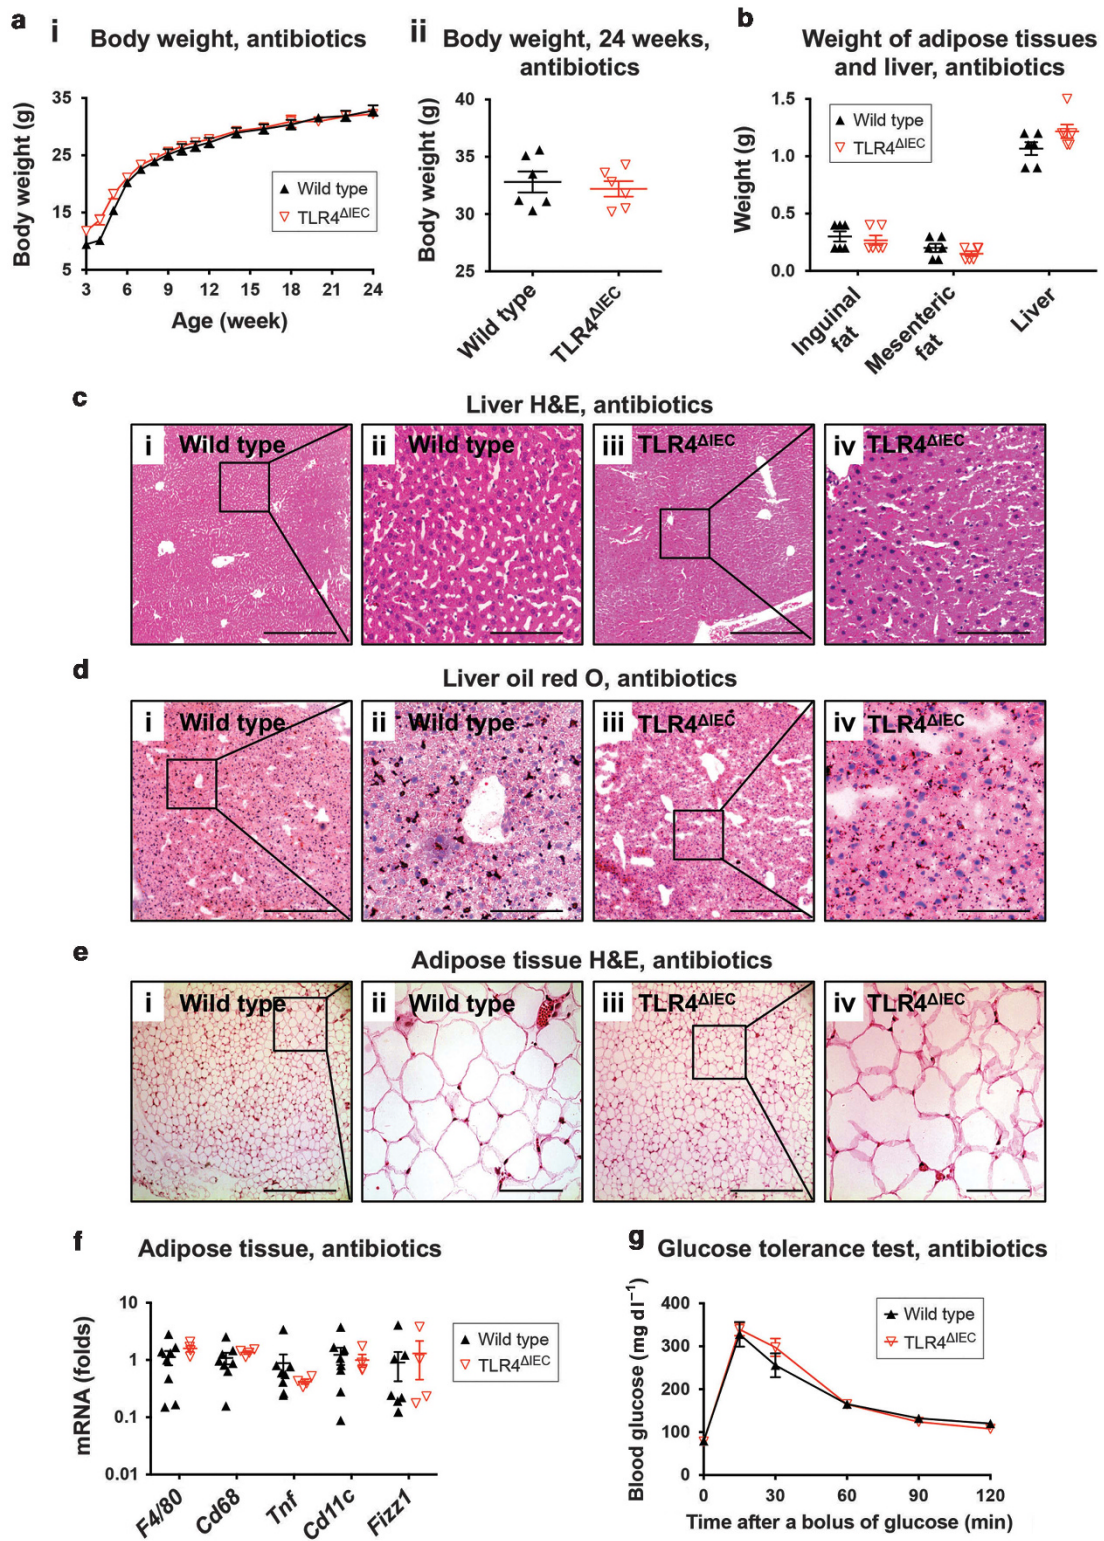 a
i
Body weight, antibiotics
Body weight (g)
35
25
15
5
3
6
9
12
15
18
21
24
Age (week)
Wild type
TLR4ΔIEC
ii
Body weight, 24 weeks,
antibiotics
Body weight (g)
40
35
30
25
Wild type
TLR4ΔIEC
b
Weight of adipose tissues
and liver, antibiotics
Weight (g)
1.5
1.0
0.5
0.0
Wild type
TLR4ΔIEC
Inguinal
fat
Mesenteric
fat
Liver
c
Liver H&E, antibiotics
i Wild type
ii Wild type
iii TLR4ΔIEC
iv TLR4ΔIEC
d
Liver oil red O, antibiotics
i Wild type
ii Wild type
iii TLR4ΔIEC
iv TLR4ΔIEC
e
Adipose tissue H&E, antibiotics
i Wild type
ii Wild type
iii TLR4ΔIEC
iv TLR4ΔIEC
f
Adipose tissue, antibiotics
mRNA (folds)
10
1
0.1
0.01
F4/80
Cd68
Tnf
Cd11c
Fizz1
Wild type
TLR4ΔIEC
g
Glucose tolerance test, antibiotics
Blood glucose (mg dl⁻¹)
400
300
200
100
0
0
30
60
90
120
Time after a bolus of glucose (min)
Wild type
TLR4ΔIEC